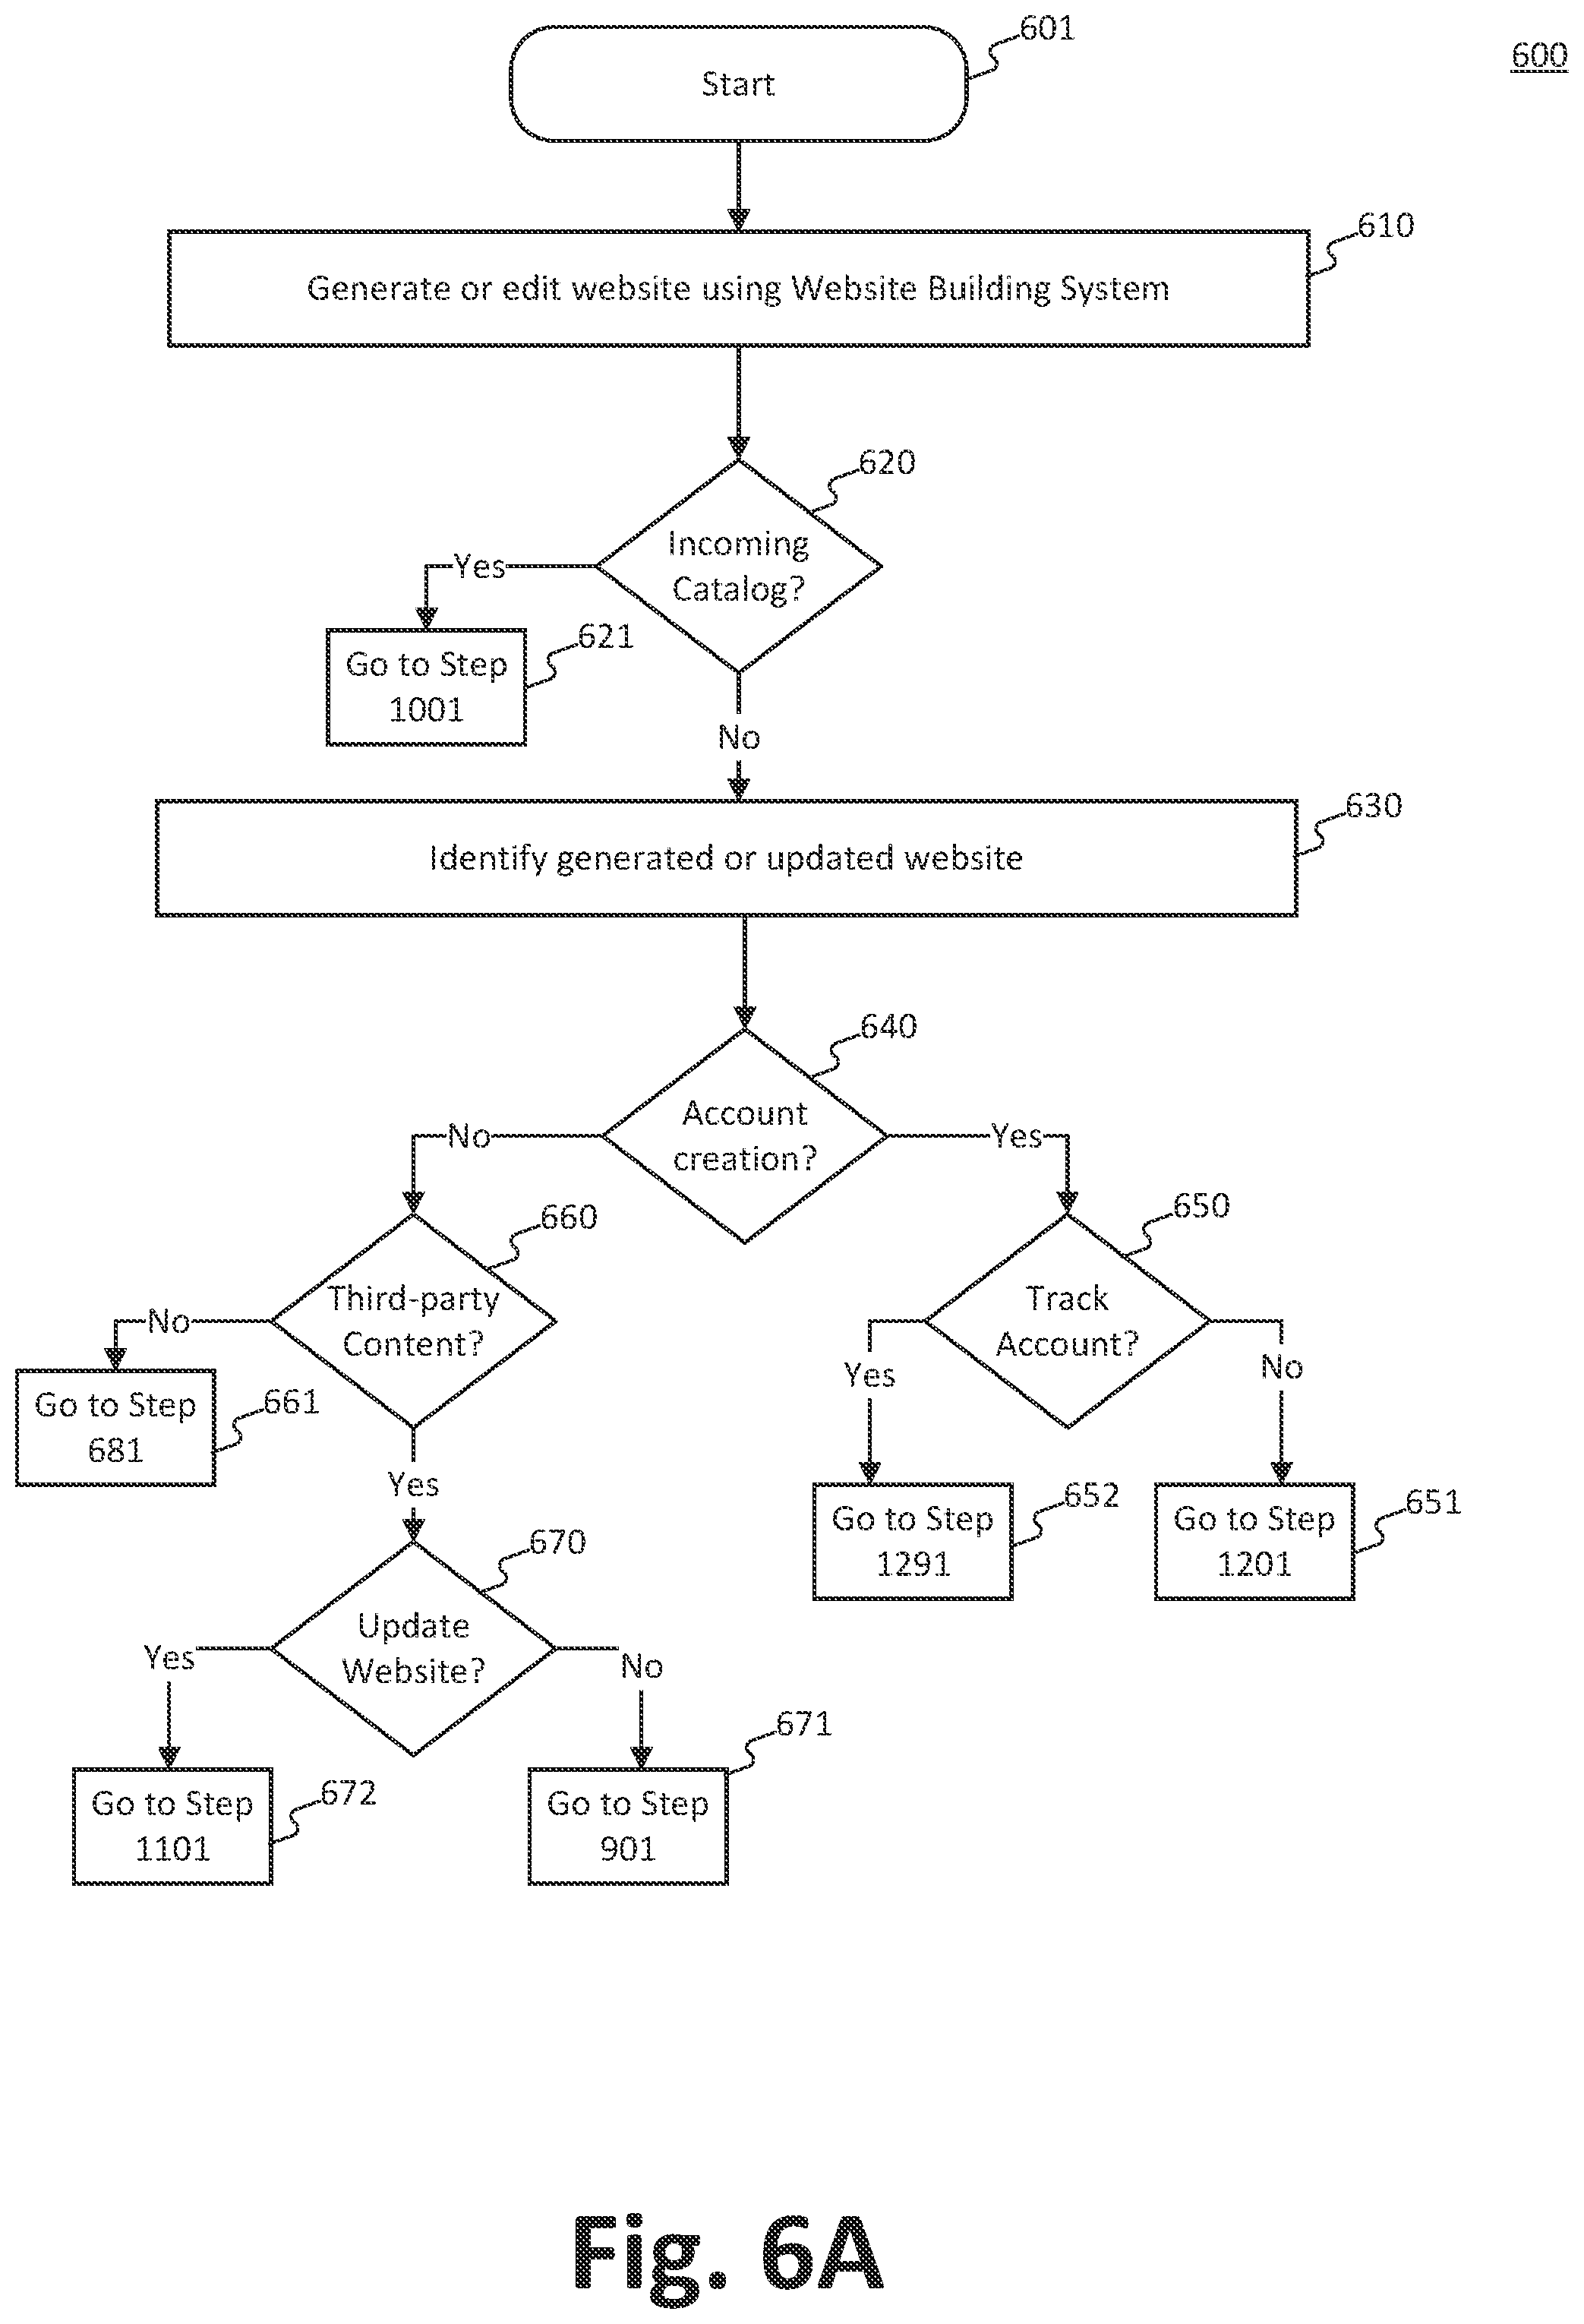 601
600
Start
610
Generate or edit website using Website Building System
620
Incoming
Catalog?
Yes
621
Go to Step
1001
No
630
Identify generated or updated website
640
Account
creation?
No
Yes
660
650
Third-party
Content?
Track
Account?
No
Yes
No
661
Go to Step
681
Yes
652
651
Go to Step
1291
Go to Step
1201
670
Update
Website?
Yes
No
672
671
Go to Step
1101
Go to Step
901
Fig. 6A